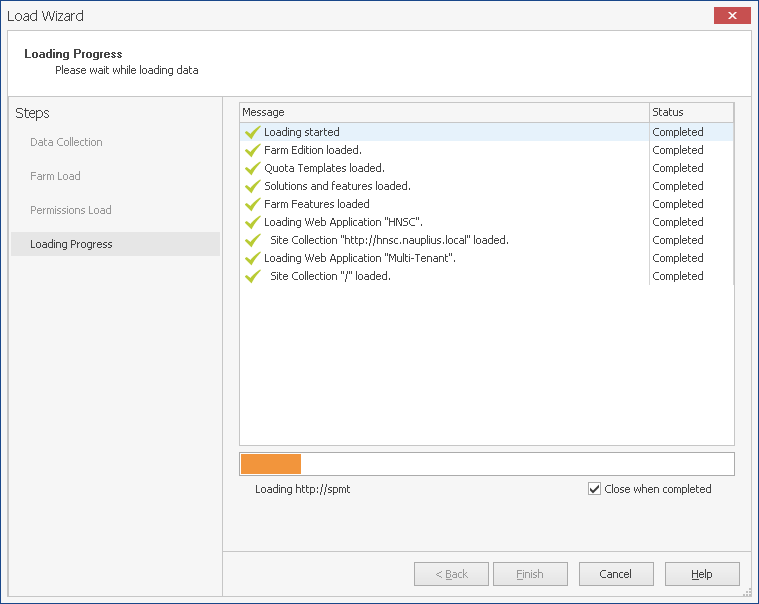 Load Wizard
Loading Progress
Please wait while loading data
Steps
Data Collection
Farm Load
Permissions Load
Loading Progress
Message Status
Loading started Completed
Farm Edition loaded. Completed
Quota Templates loaded. Completed
Solutions and features loaded. Completed
Farm Features loaded Completed
Loading Web Application "HNSC". Completed
Site Collection "http://hnsc.nauplius.local" loaded. Completed
Loading Web Application "Multi-Tenant". Completed
Site Collection "/" loaded. Completed
Loading http://spmt Close when completed
< Back Finish Cancel Help